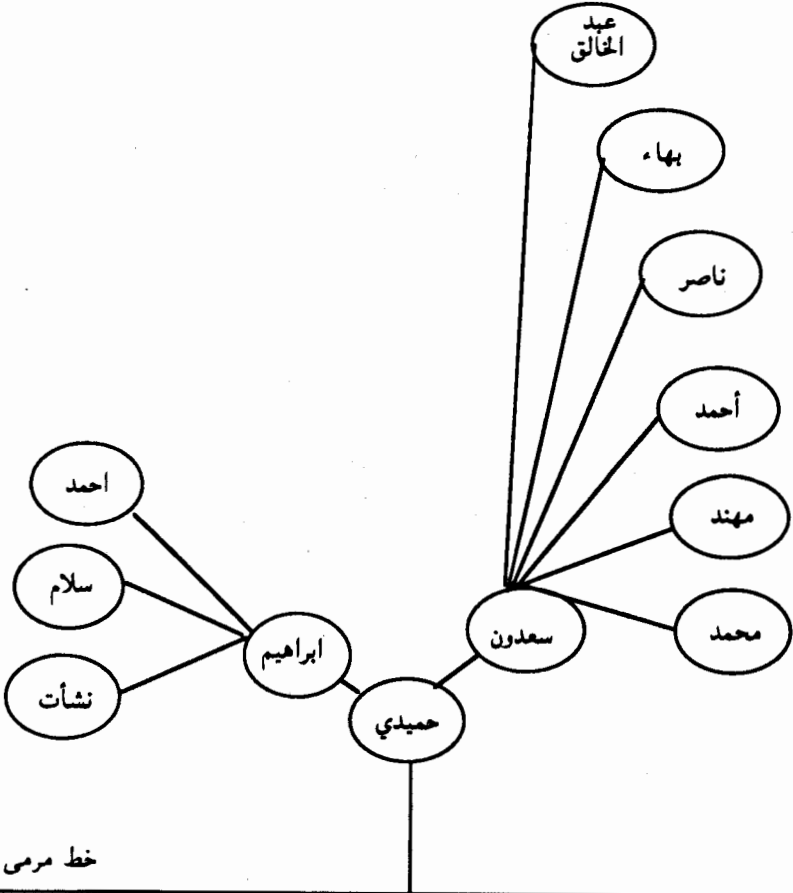 عبد
الخالق
بهاء
ناصر
أحمد
احمد
مهند
سلام
محمد
سعدون
ابراهيم
نشأت
حميدي
خط مرمى